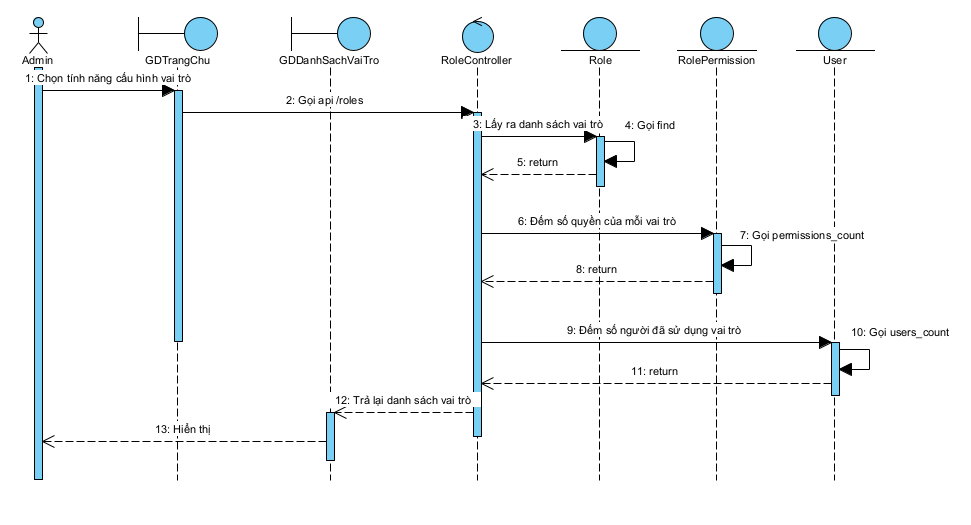 Admin
GDTrangChu
GDDanhSachVaiTro
RoleController
Role
RolePermission
User
1: Chọn tính năng cấu hình vai trò
2: Gọi api /roles
3: Lấy ra danh sách vai trò
4: Gọi find
5: return
6: Đếm số quyền của mỗi vai trò
7: Gọi permissions_count
8: return
9: Đếm số người đã sử dụng vai trò
10: Gọi users_count
11: return
12: Trả lại danh sách vai trò
13: Hiển thị